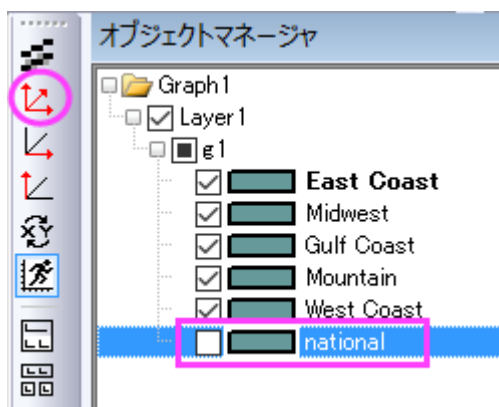 オブジェクトマネージャ
Graph1
Layer1
g1
East Coast
Midwest
Gulf Coast
Mountain
West Coast
national